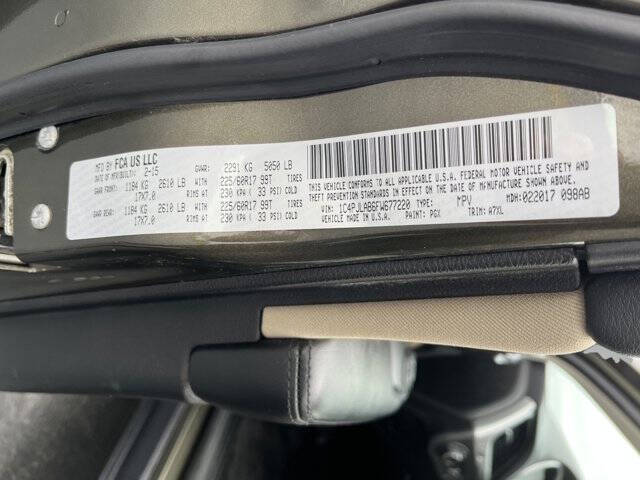 MFD BY FCA US LLC
DATE OF MFR 2-15 GVWR: 2291 KG 5050 LB
GAWR FRONT: 1184 KG 2610 LB WITH 225/60R17 99T TIRES
17X7.0 RIMS AT 230 KPA ( 33 PSI) COLD
GAWR REAR: 1184 KG 2610 LB WITH 225/60R17 99T TIRES
17X7.0 RIMS AT 230 KPA ( 33 PSI) COLD
THIS VEHICLE CONFORMS TO ALL APPLICABLE U.S.A. FEDERAL MOTOR VEHICLE SAFETY AND
THEFT PREVENTION STANDARDS IN EFFECT ON THE DATE OF MANUFACTURE SHOWN ABOVE.
VIN: 1C4PJLAB6FW677220 TYPE: MPV MDH:022017 098AB
VEHICLE MADE IN U.S.A. PAINT: PGX TRIM: A7XL